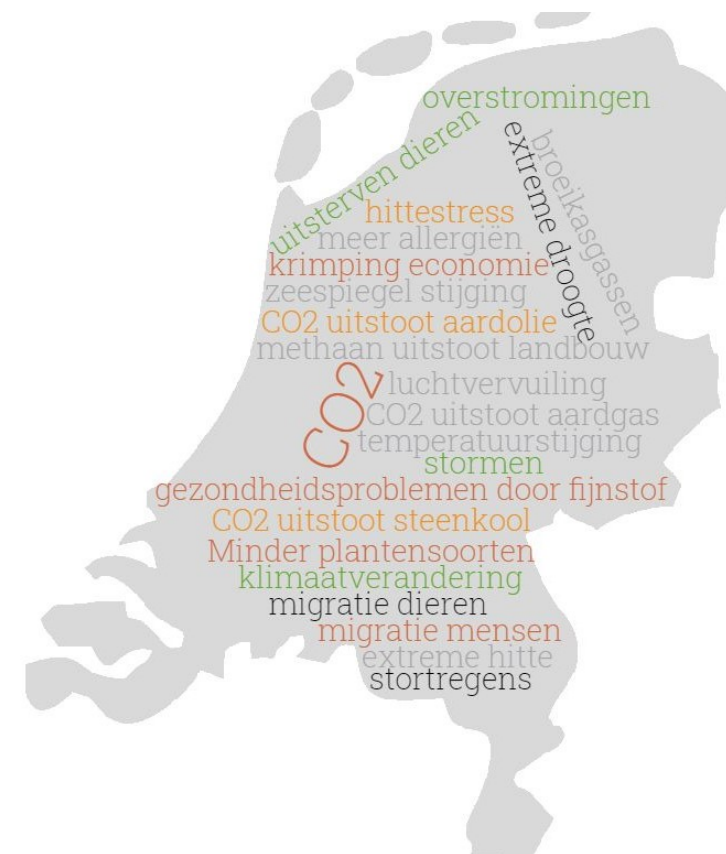 overstromingen
uitsterven dieren
extreme droogte
broeikasgassen
hittestress
meer allergiën
krimping economie
zeespiegel stijging
CO2 uitstoot aardolie
methaan uitstoot landbouw
CO2
luchtvervuiling
CO2 uitstoot aardgas
temperatuurstijging
stormen
gezondheidsproblemen door fijnstof
CO2 uitstoot steenkool
Minder plantensoorten
klimaatverandering
migratie dieren
migratie mensen
extreme hitte
stortregens